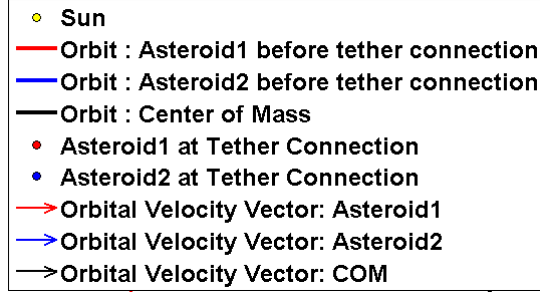 Sun
Orbit : Asteroid1 before tether connection
Orbit : Asteroid2 before tether connection
Orbit : Center of Mass
Asteroid1 at Tether Connection
Asteroid2 at Tether Connection
Orbital Velocity Vector: Asteroid1
Orbital Velocity Vector: Asteroid2
Orbital Velocity Vector: COM